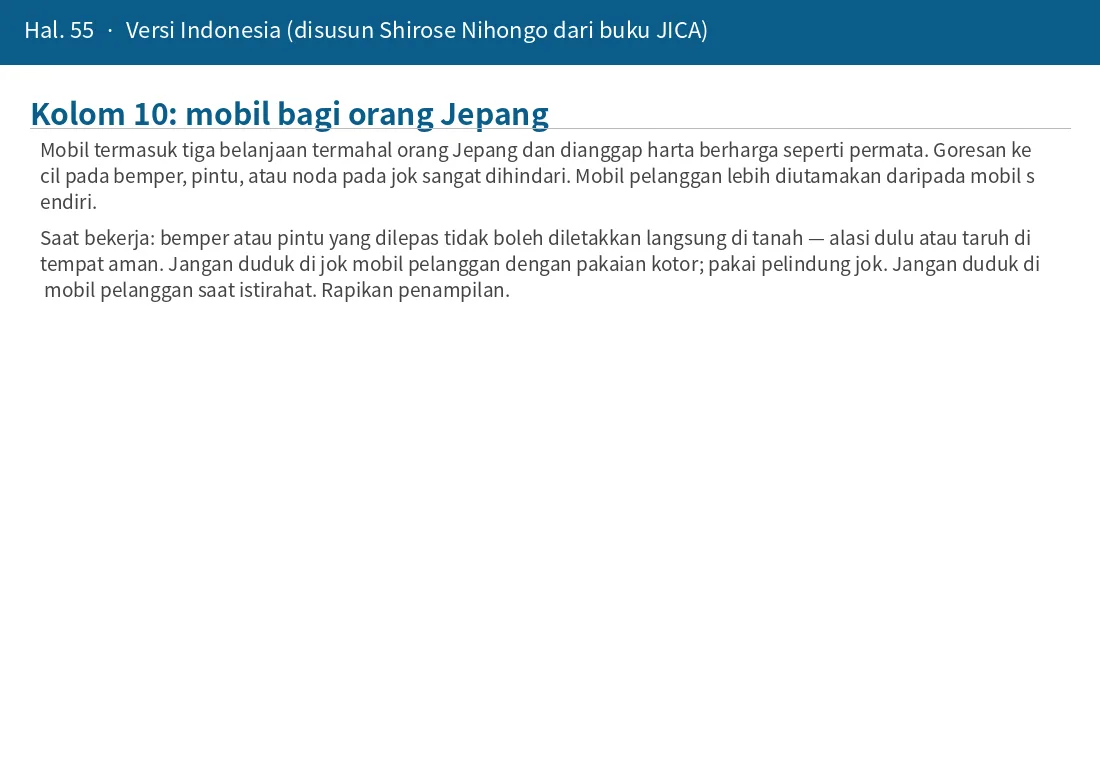 Hal. 55 · Versi Indonesia (disusun Shirose Nihongo dari buku JICA)
Kolom 10: mobil bagi orang Jepang
Mobil termasuk tiga belanjaan termahal orang Jepang dan dianggap harta berharga seperti permata. Goresan ke
cil pada bemper, pintu, atau noda pada jok sangat dihindari. Mobil pelanggan lebih diutamakan daripada mobil s
endiri.
Saat bekerja: bemper atau pintu yang dilepas tidak boleh diletakkan langsung di tanah — alasi dulu atau taruh di
tempat aman. Jangan duduk di jok mobil pelanggan dengan pakaian kotor; pakai pelindung jok. Jangan duduk di
mobil pelanggan saat istirahat. Rapikan penampilan.